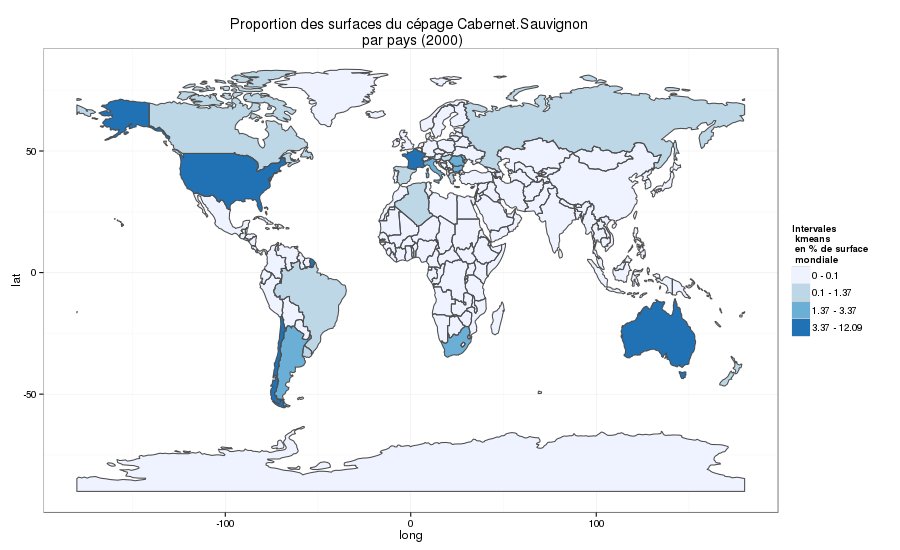 Proportion des surfaces du cépage Cabernet.Sauvignon
par pays (2000)
50
0
-50
lat
-100
0
100
long
Intervales
kmeans
en % de surface
mondiale
0 - 0.1
0.1 - 1.37
1.37 - 3.37
3.37 - 12.09